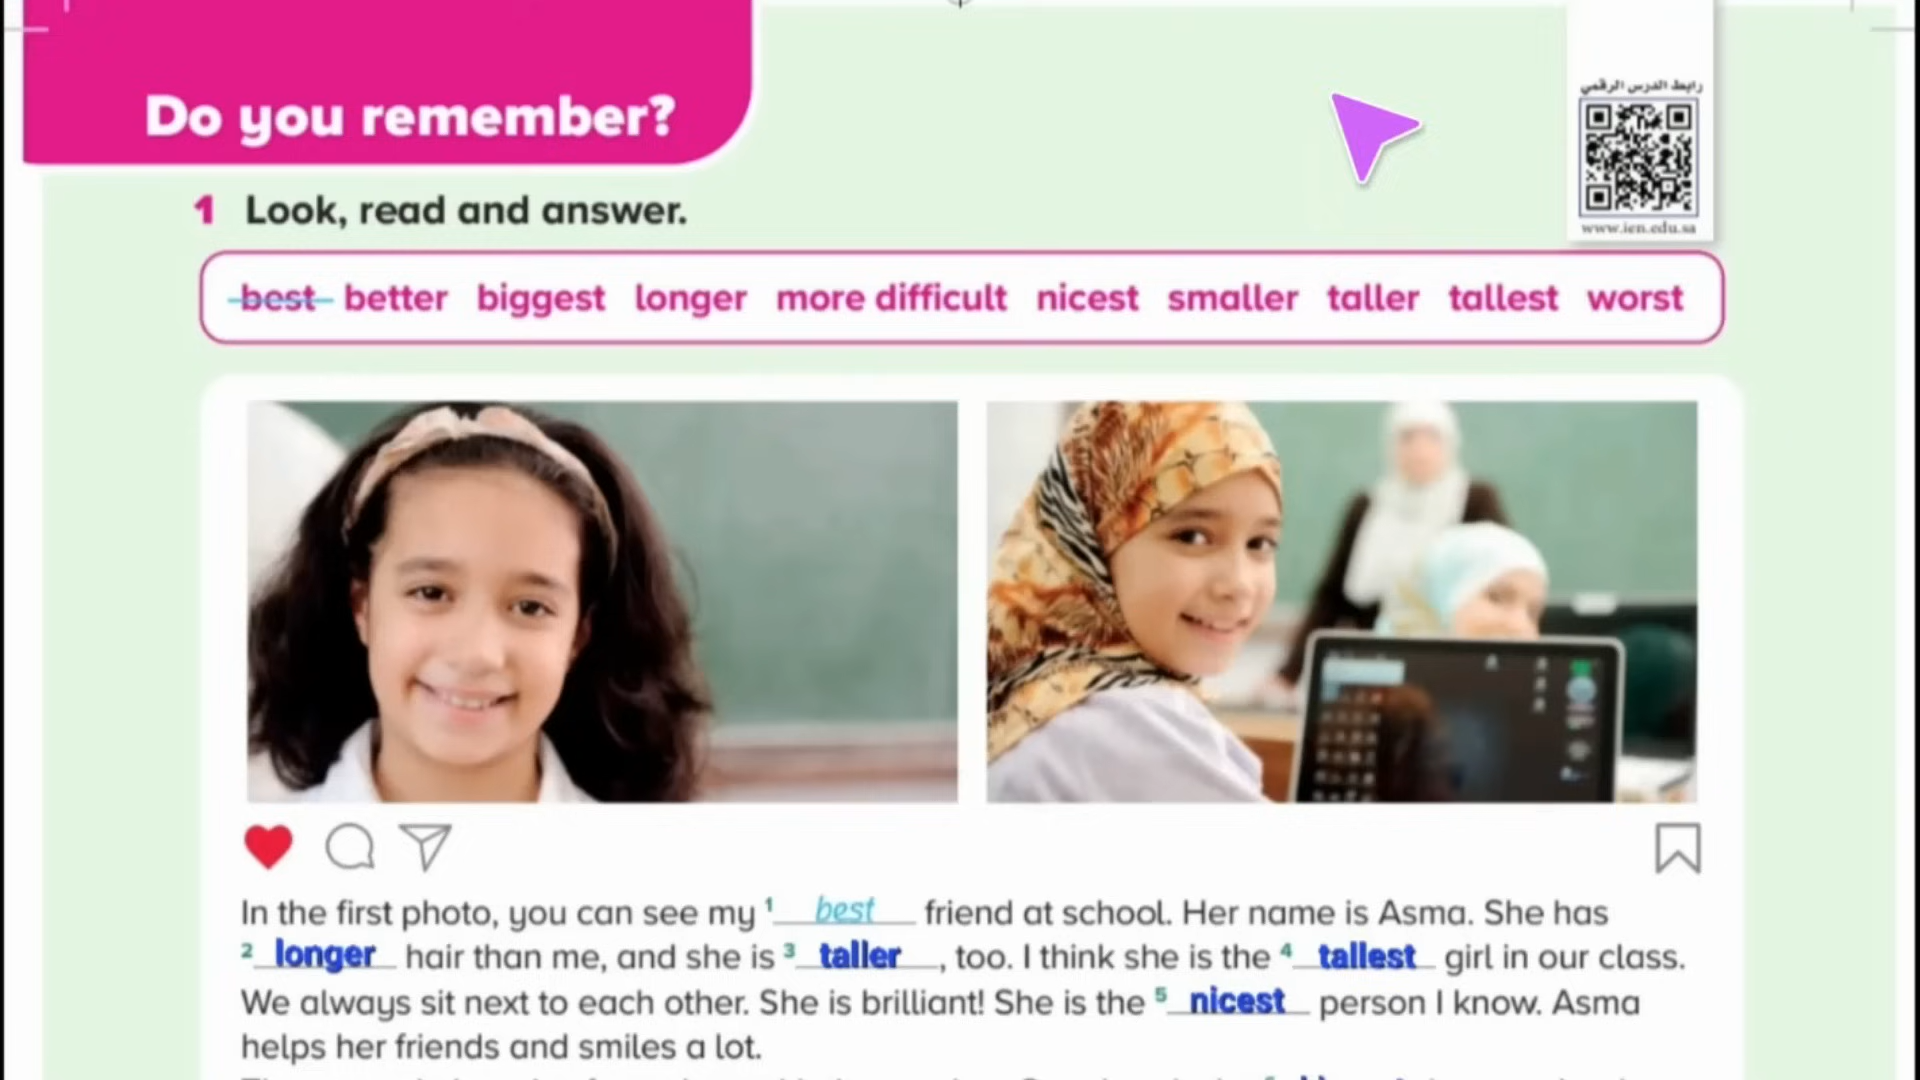 Do you remember?
رابط الدرس الرقمي
www.ien.edu.sa
1 Look, read and answer.
best better biggest longer more difficult nicest smaller taller tallest worst
In the first photo, you can see my 1 best friend at school. Her name is Asma. She has
2 longer hair than me, and she is 3 taller , too. I think she is the 4 tallest girl in our class.
We always sit next to each other. She is brilliant! She is the 5 nicest person I know. Asma
helps her friends and smiles a lot.